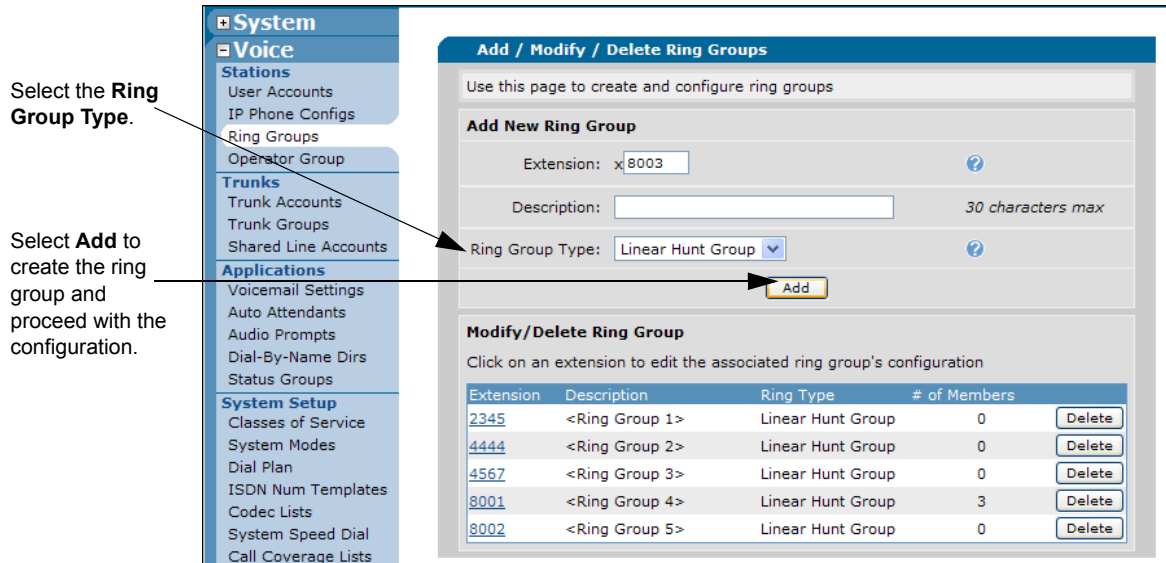 Select the Ring
Group Type.
Select Add to
create the ring
group and
proceed with the
configuration.
System
Voice
Stations
User Accounts
IP Phone Configs
Ring Groups
Operator Group
Trunks
Trunk Accounts
Trunk Groups
Shared Line Accounts
Applications
Voicemail Settings
Auto Attendants
Audio Prompts
Dial-By-Name Dirs
Status Groups
System Setup
Classes of Service
System Modes
Dial Plan
ISDN Num Templates
Codec Lists
System Speed Dial
Call Coverage Lists
Add / Modify / Delete Ring Groups
Use this page to create and configure ring groups
Add New Ring Group
Extension: x 8003 ?
Description: 30 characters max
Ring Group Type: Linear Hunt Group ?
Add
Modify/Delete Ring Group
Click on an extension to edit the associated ring group's configuration
Extension Description Ring Type # of Members
2345 <Ring Group 1> Linear Hunt Group 0 Delete
4444 <Ring Group 2> Linear Hunt Group 0 Delete
4567 <Ring Group 3> Linear Hunt Group 0 Delete
8001 <Ring Group 4> Linear Hunt Group 3 Delete
8002 <Ring Group 5> Linear Hunt Group 0 Delete